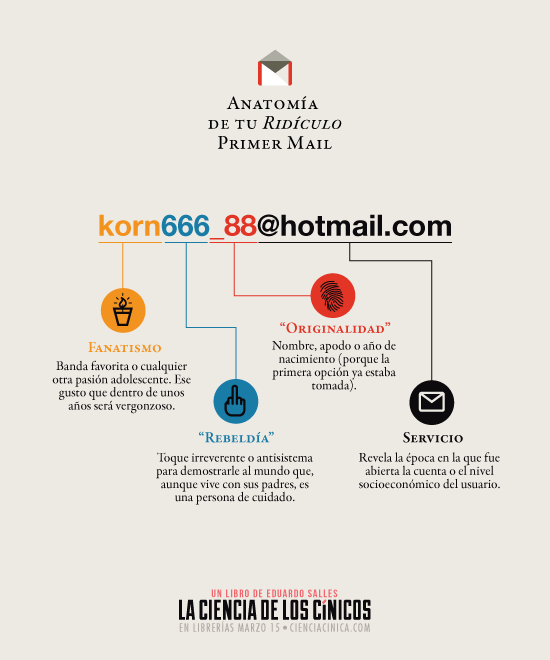 Anatomía
de tu Ridículo
Primer Mail
korn666_88@hotmail.com
Fanatismo
Banda favorita o cualquier
otra pasión adolescente. Ese
gusto que dentro de unos
años será vergonzoso.
“Rebeldía”
Toque irreverente o antisistema
para demostrarle al mundo que,
aunque vive con sus padres, es
una persona de cuidado.
“Originalidad”
Nombre, apodo o año de
nacimiento (porque la
primera opción ya estaba
tomada).
Servicio
Revela la época en la que fue
abierta la cuenta o el nivel
socioeconómico del usuario.
UN LIBRO DE EDUARDO SALLES
LA CIENCIA DE LOS CÍNICOS
EN LIBRERÍAS MARZO 15 • CIENCIACINICA.COM